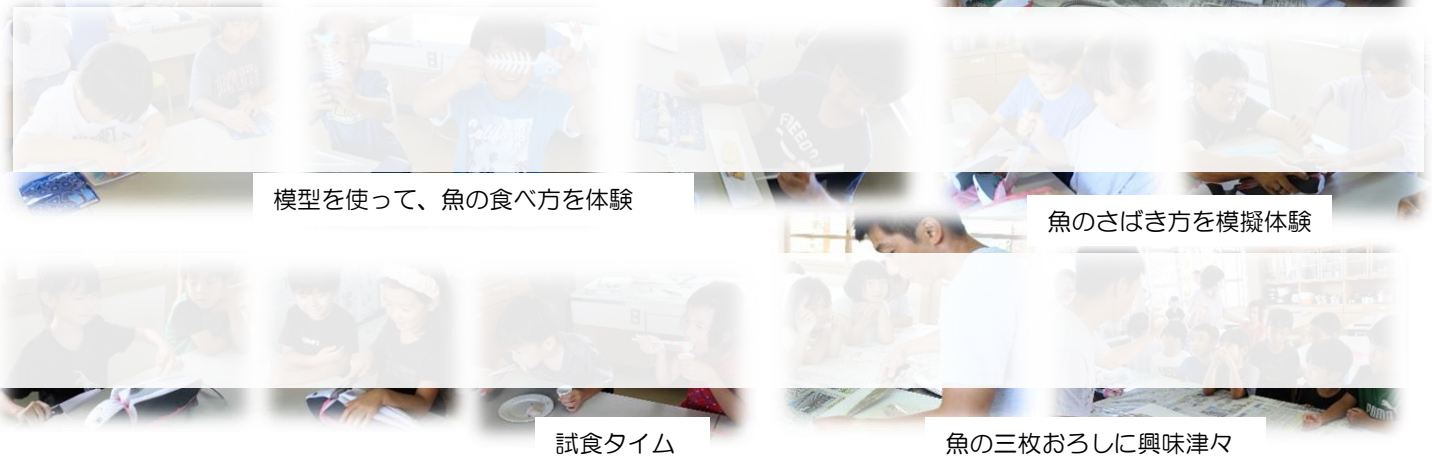 模型を使って、魚の食べ方を体験
魚のさばき方を模擬体験
試食タイム
魚の三枚おろしに興味津々